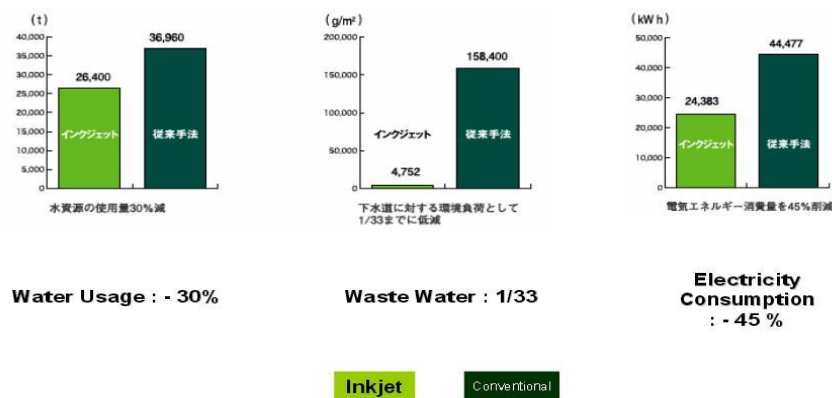 (t)
40,000
35,000
30,000
25,000
20,000
15,000
10,000
5,000
0
26,400
36,960
インクジェット
従来手法
水資源の使用量30%減
(g/m²)
200,000
150,000
100,000
50,000
0
158,400
インクジェット
従来手法
4,752
下水道に対する環境負荷として
1/33までに低減
(kWh)
50,000
40,000
30,000
20,000
10,000
0
44,477
24,383
インクジェット
従来手法
電気エネルギー消費量を45%削減
Water Usage : - 30%
Waste Water : 1/33
Electricity
Consumption
: - 45 %
Inkjet
Conventional